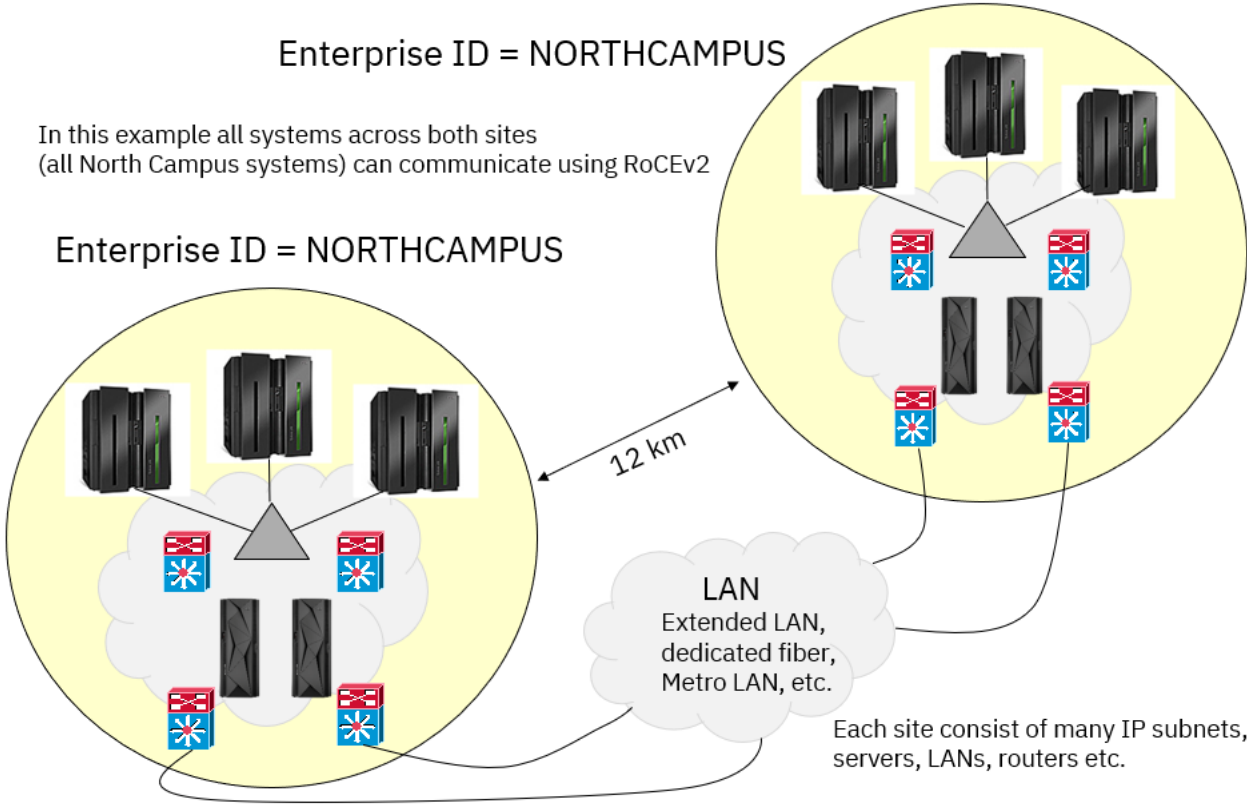 Enterprise ID = NORTHCAMPUS
In this example all systems across both sites
(all North Campus systems) can communicate using RoCEv2
Enterprise ID = NORTHCAMPUS
12 km
LAN
Extended LAN,
dedicated fiber,
Metro LAN, etc.
Each site consist of many IP subnets,
servers, LANs, routers etc.